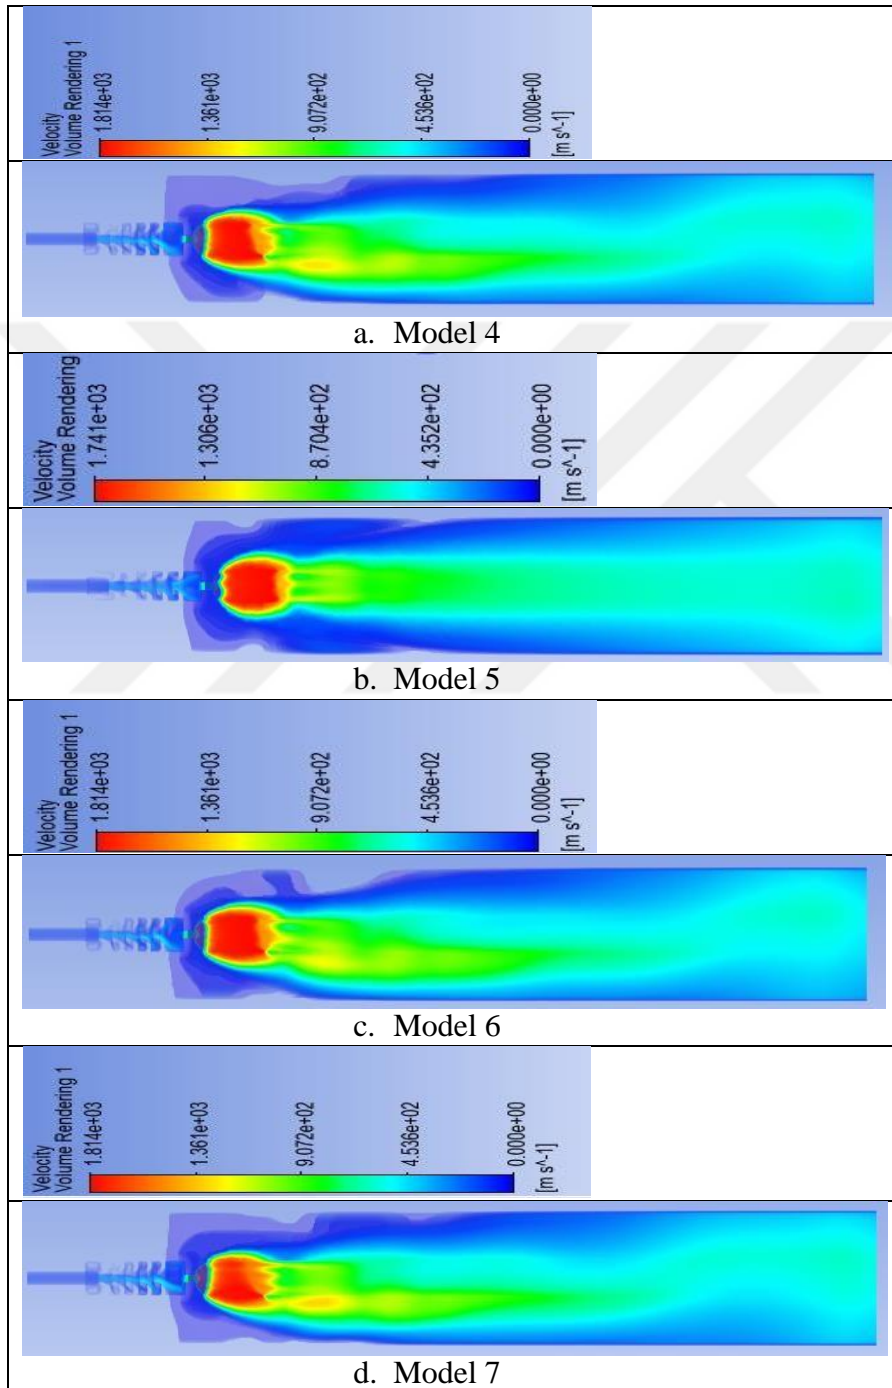 Velocity
Volume Rendering 1
1.814e+03
1.361e+03
9.072e+02
4.536e+02
0.000e+00
[m s^-1]
a. Model 4
Velocity
Volume Rendering
1.741e+03
1.306e+03
8.704e+02
4.352e+02
0.000e+00
[m s^-1]
b. Model 5
Velocity
Volume Rendering 1
1.814e+03
1.361e+03
9.072e+02
4.536e+02
0.000e+00
[m s^-1]
c. Model 6
Velocity
Volume Rendering 1
1.814e+03
1.361e+03
9.072e+02
4.536e+02
0.000e+00
[m s^-1]
d. Model 7